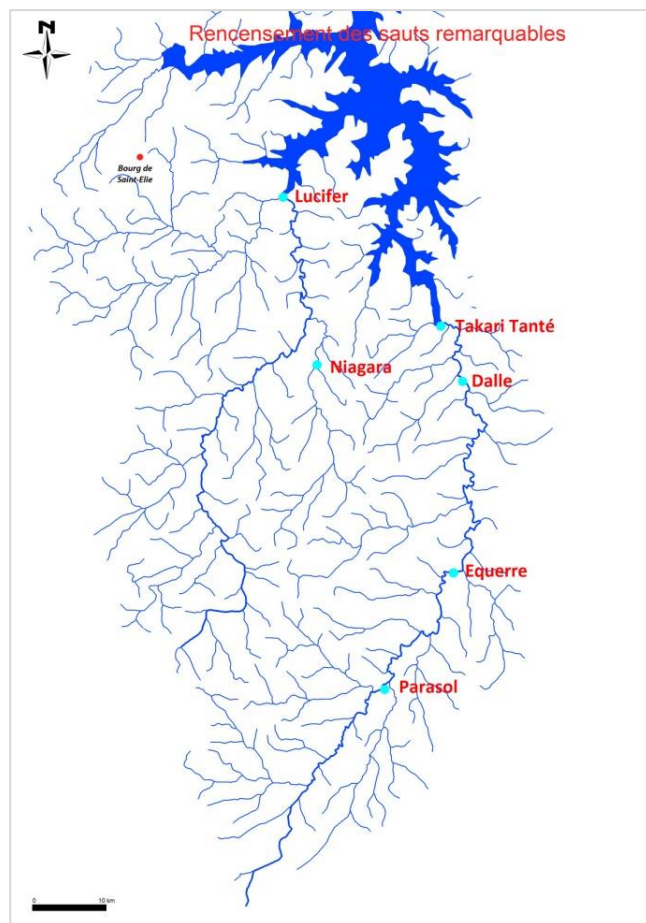 N
Rencensement des sauts remarquables
Bourg de
Saint-Elie
Lucifer
Takari Tanté
Niagara
Dalle
Equerre
Parasol
0 10 km